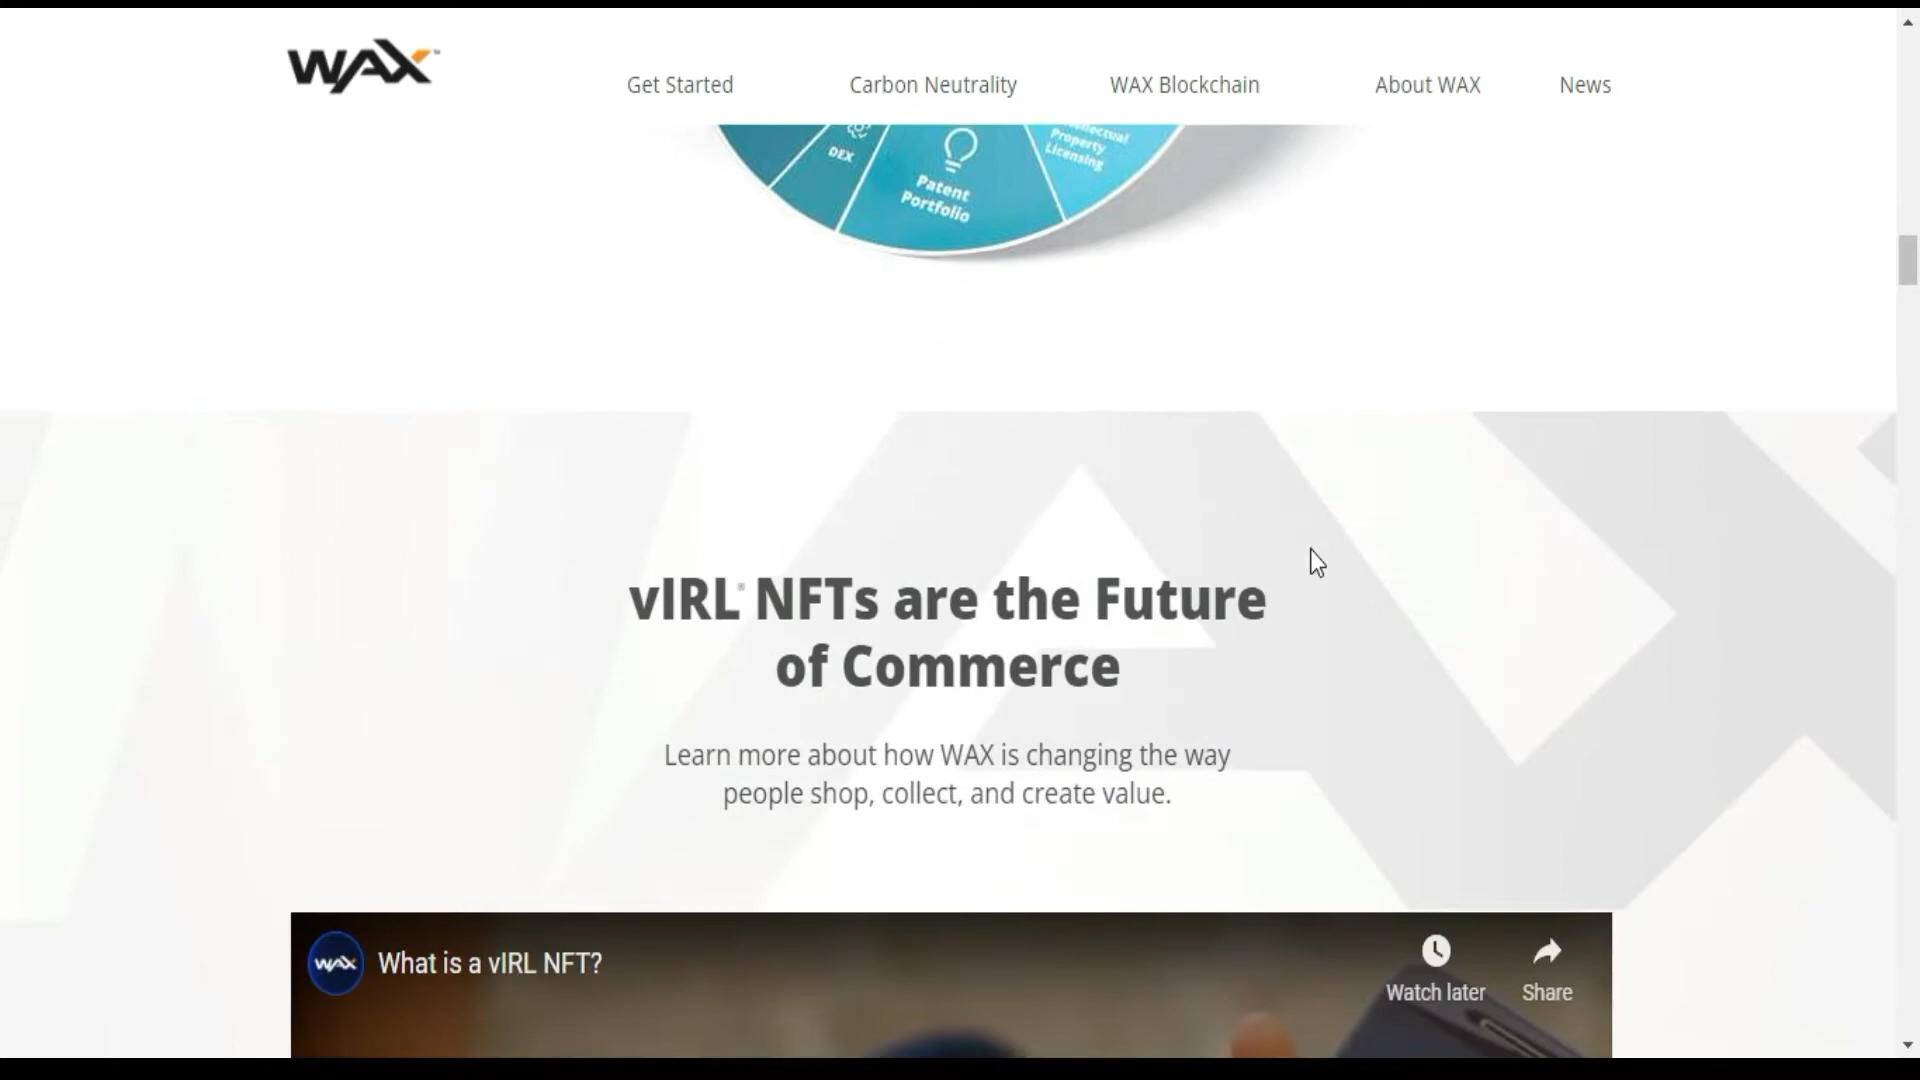 WAX™
Get Started
Carbon Neutrality
WAX Blockchain
About WAX
News
DEX
Patent
Portfolio
Property
Licensing
vIRL® NFTs are the Future
of Commerce
Learn more about how WAX is changing the way
people shop, collect, and create value.
WAX
What is a vIRL NFT?
Watch later
Share